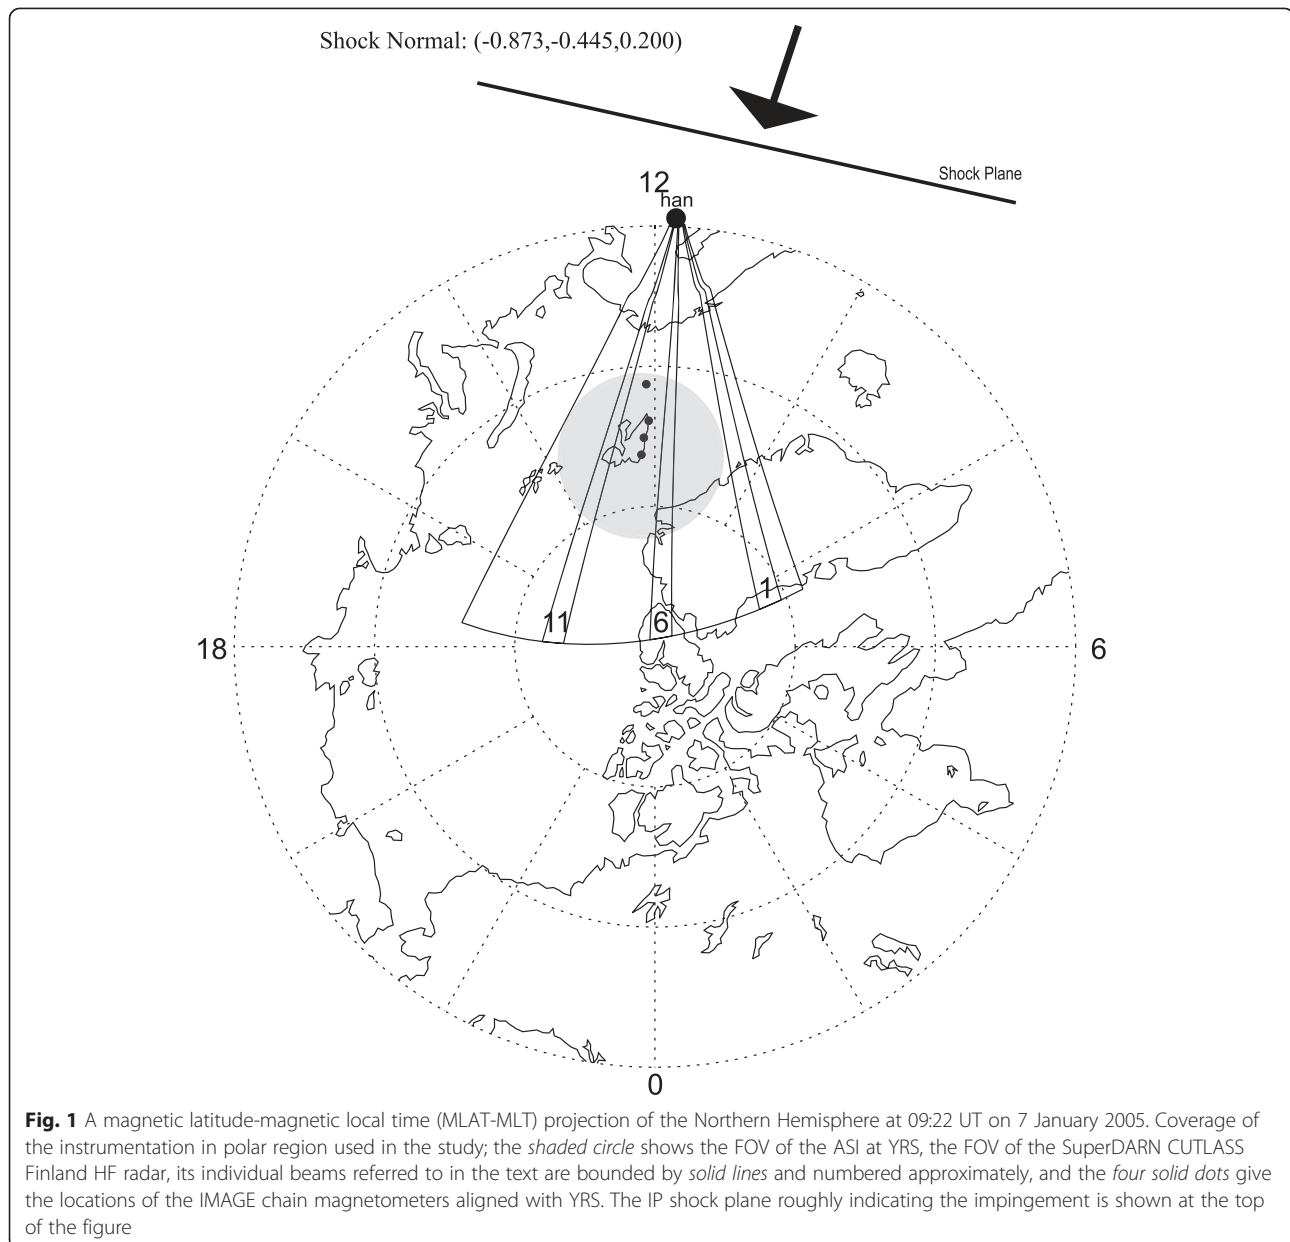 Shock Normal: (-0.873,-0.445,0.200)
Shock Plane
12
han
1
11
6
18
6
0
Fig. 1 A magnetic latitude-magnetic local time (MLAT-MLT) projection of the Northern Hemisphere at 09:22 UT on 7 January 2005. Coverage of
the instrumentation in polar region used in the study; the shaded circle shows the FOV of the ASI at YRS, the FOV of the SuperDARN CUTLASS
Finland HF radar, its individual beams referred to in the text are bounded by solid lines and numbered approximately, and the four solid dots give
the locations of the IMAGE chain magnetometers aligned with YRS. The IP shock plane roughly indicating the impingement is shown at the top
of the figure